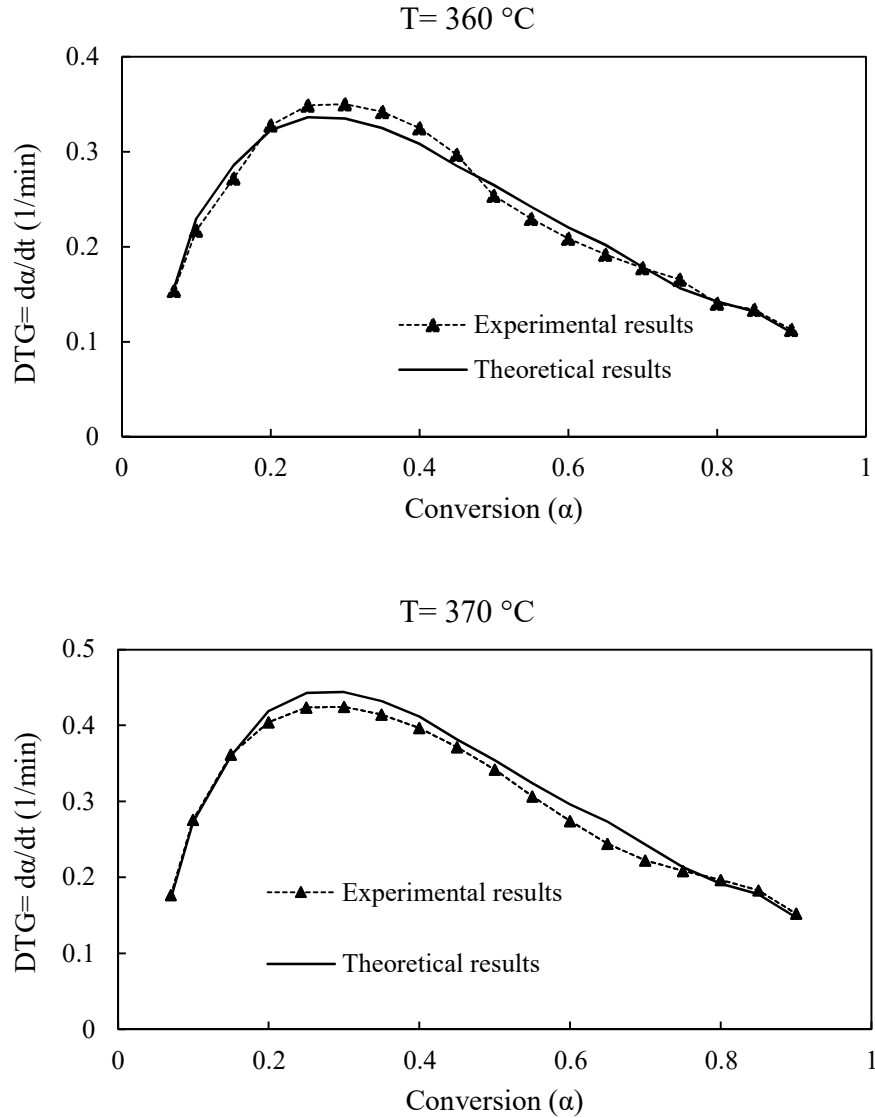 T= 360 °C
0.4
0.3
0.2
0.1
0
DTG= dα/dt (1/min)
Experimental results
Theoretical results
0 0.2 0.4 0.6 0.8 1
Conversion (α)
T= 370 °C
0.5
0.4
0.3
0.2
0.1
0
DTG= dα/dt (1/min)
Experimental results
Theoretical results
0 0.2 0.4 0.6 0.8 1
Conversion (α)